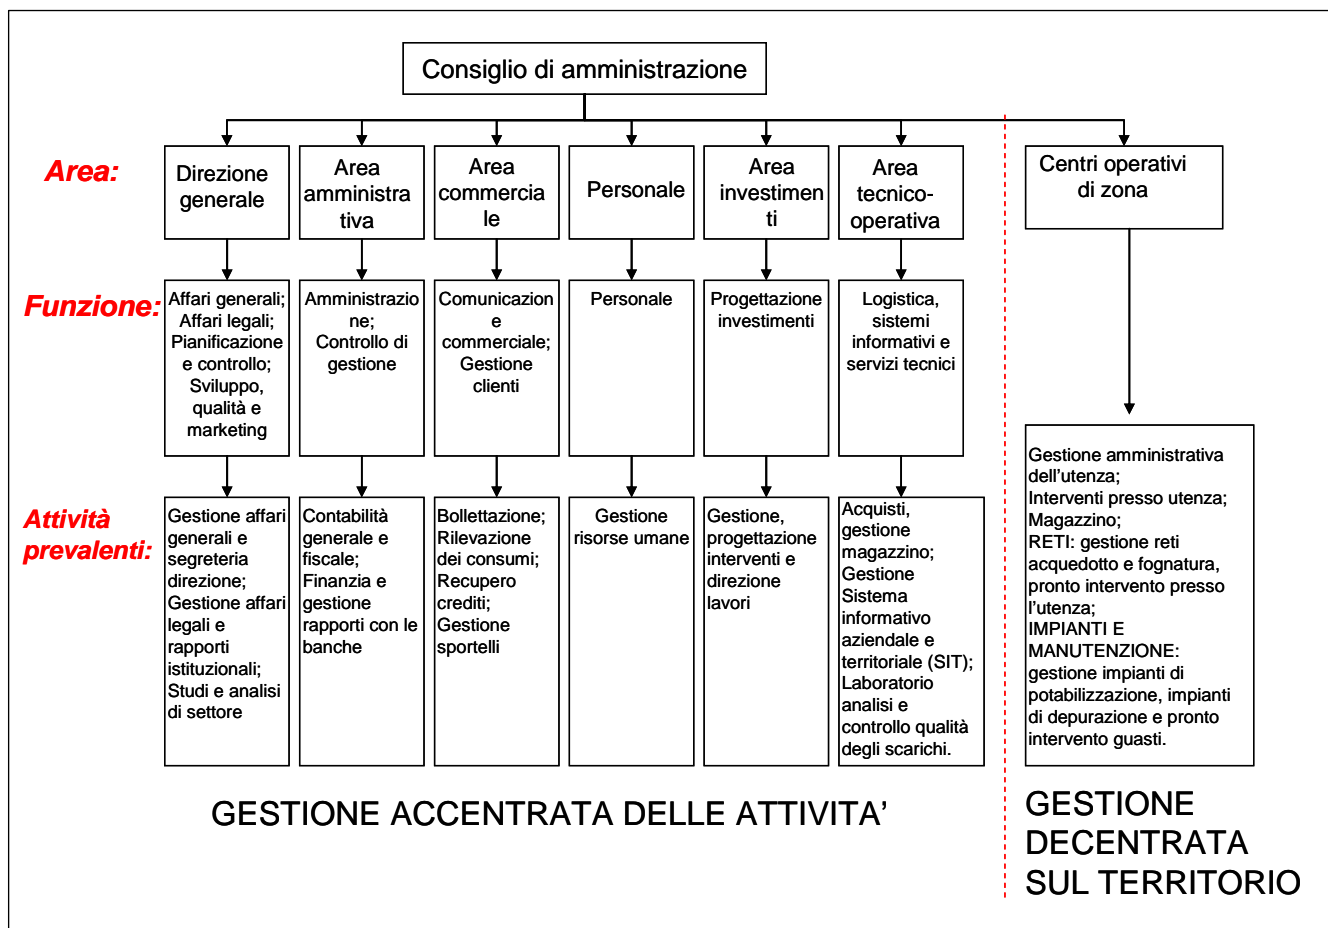 Consiglio di amministrazione
Area:
Direzione
generale
Area
amministra
tiva
Area
commercia
le
Personale
Area
investimen
ti
Area
tecnico-
operativa
Centri operativi
di zona
Funzione:
Affari generali;
Affari legali;
Pianificazione
e controllo;
Sviluppo,
qualità e
marketing
Amministrazio
ne;
Controllo di
gestione
Comunicazion
e
commerciale;
Gestione
clienti
Personale
Progettazione
investimenti
Logistica,
sistemi
informativi e
servizi tecnici
Attività
prevalenti:
Gestione affari
generali e
segreteria
direzione;
Gestione affari
legali e
rapporti
istituzionali;
Studi e analisi
di settore
Contabilità
generale e
fiscale;
Finanzia e
gestione
rapporti con le
banche
Bollettazione;
Rilevazione
dei consumi;
Recupero
crediti;
Gestione
sportelli
Gestione
risorse umane
Gestione,
progettazione
interventi e
direzione
lavori
Acquisti,
gestione
magazzino;
Gestione
Sistema
informativo
aziendale e
territoriale (SIT);
Laboratorio
analisi e
controllo qualità
degli scarichi.
Gestione amministrativa
dell'utenza;
Interventi presso utenza;
Magazzino;
RETI: gestione reti
acquedotto e fognatura,
pronto intervento presso
l'utenza;
IMPIANTI E
MANUTENZIONE:
gestione impianti di
potabilizzazione, impianti
di depurazione e pronto
intervento guasti.
GESTIONE ACCENTRATA DELLE ATTIVITA'
GESTIONE
DECENTRATA
SUL TERRITORIO